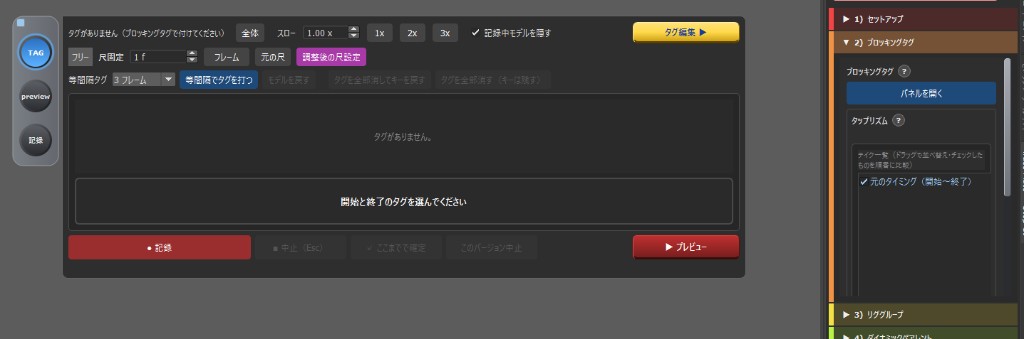 TAG
preview
記録
タグがありません（ブロッキングタグで付けてください）
全体
スロー
1.00 x
1x
2x
3x
✔ 記録中モデルを隠す
タグ編集 ▶
フリー
尺固定
1 f
フレーム
元の尺
調整後の尺設定
等間隔タグ
3 フレーム
等間隔でタグを打つ
モデルを戻す
タグを全部消してキーを戻す
タグを全部消す（キーは残す）
タグがありません。
開始と終了のタグを選んでください
● 記録
■ 中止（Esc）
✓ ここまでで確定
このバージョン中止
▶ プレビュー
▶ 1) セットアップ
▼ 2) ブロッキングタグ
ブロッキングタグ ?
パネルを開く
タップリズム ?
テイク一覧（ドラッグで並べ替え・チェックした
ものを順番に比較）
✔ 元のタイミング（開始～終了）
▶ 3) リググループ